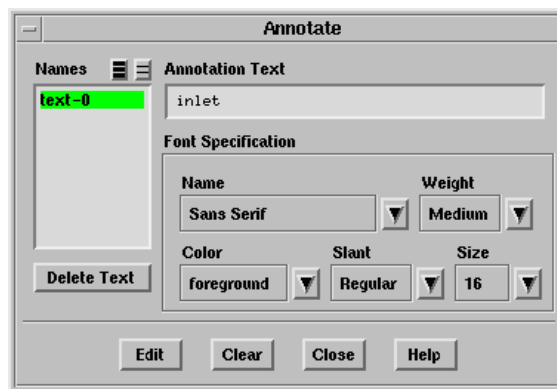 Annotate
Names
text-0
Delete Text
Annotation Text
inlet
Font Specification
Name
Weight
Sans Serif
Medium
Color
Slant
Size
foreground
Regular
16
Edit
Clear
Close
Help